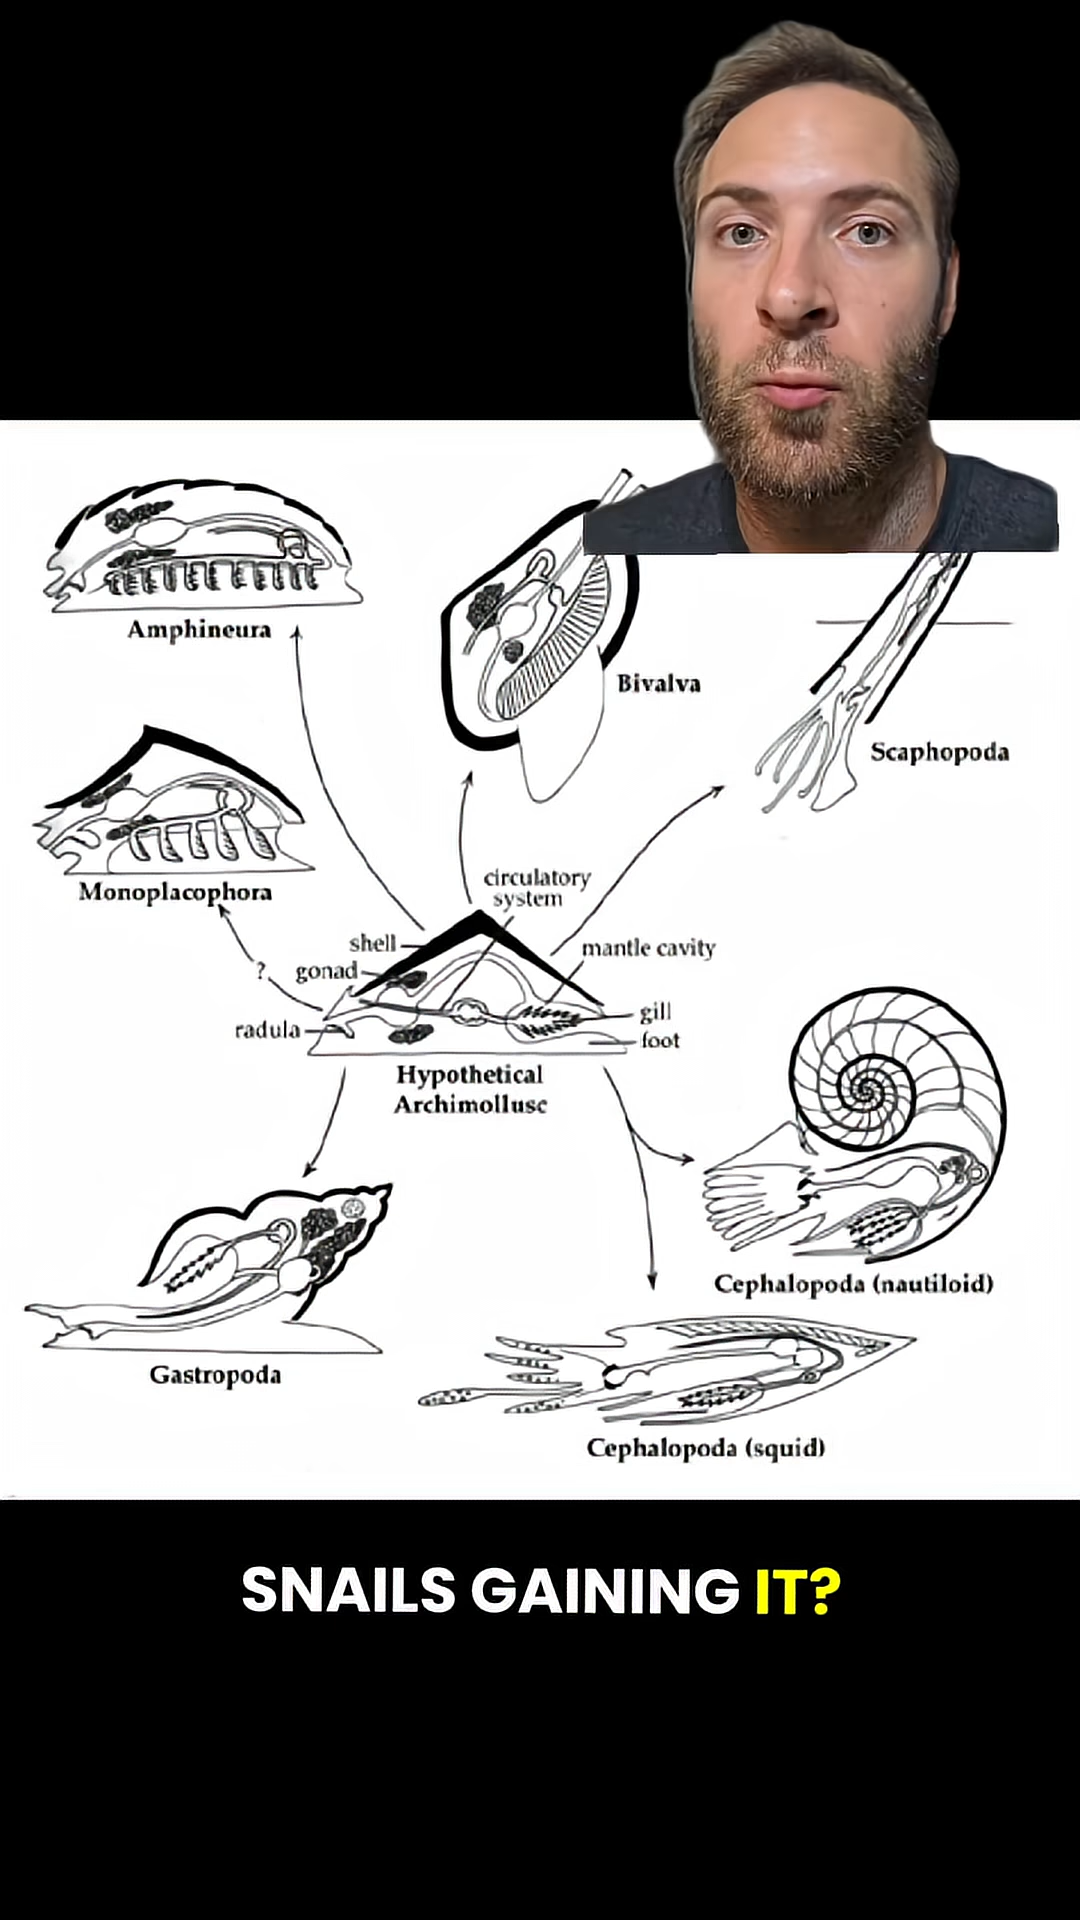 Amphineura
Bivalva
Scaphopoda
Monoplacophora
circulatory
system
shell
mantle cavity
?
gonad
radula
gill
foot
Hypothetical
Archimollusc
Cephalopoda (nautiloid)
Gastropoda
Cephalopoda (squid)
SNAILS GAINING IT?